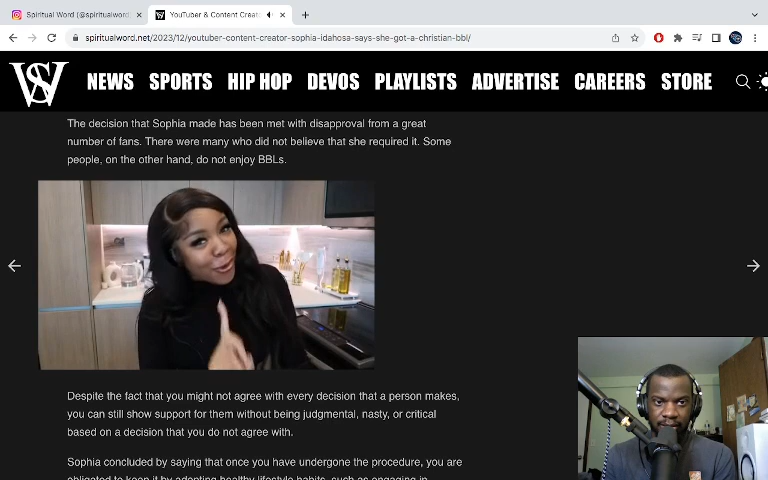 Spiritual Word (@spiritualword.
YouTube & Content Creato
spiritualword.net/2023/12/youtuber-content-creator-sophia-idahosa-says-she-got-a-christian-bbl/
NEWS SPORTS HIP HOP DEVOS PLAYLISTS ADVERTISE CAREERS STORE
The decision that Sophia made has been met with disapproval from a great
number of fans. There were many who did not believe that she required it. Some
people, on the other hand, do not enjoy BBLs.
Despite the fact that you might not agree with every decision that a person makes,
you can still show support for them without being judgmental, nasty, or critical
based on a decision that you do not agree with.
Sophia concluded by saying that once you have undergone the procedure, you are
obligated to keep it by adopting healthy lifestyle habits, such as engaging in